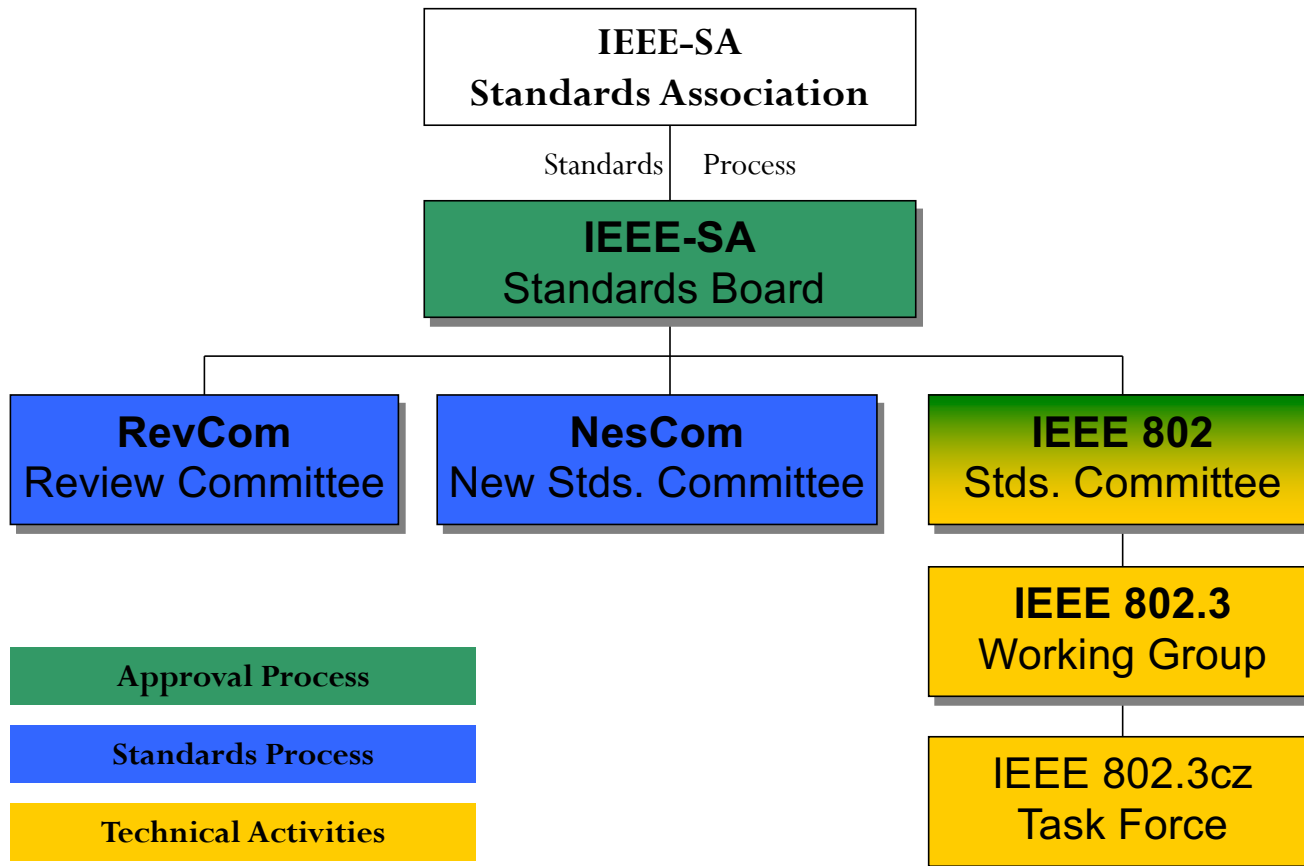 IEEE-SA
Standards Association
Standards Process
IEEE-SA
Standards Board
RevCom
Review Committee
NesCom
New Stds. Committee
IEEE 802
Stds. Committee
IEEE 802.3
Working Group
IEEE 802.3cz
Task Force
Approval Process
Standards Process
Technical Activities